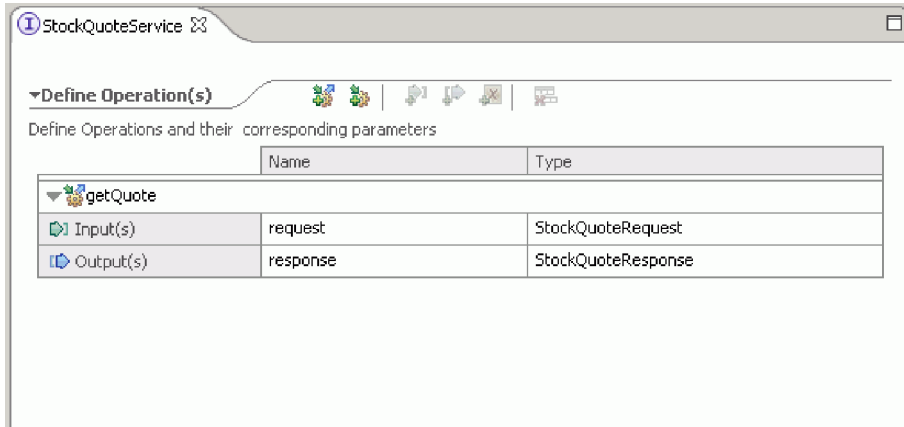 StockQuoteService
Define Operation(s)
Define Operations and their corresponding parameters
Name Type
getQuote
Input(s) request StockQuoteRequest
Output(s) response StockQuoteResponse